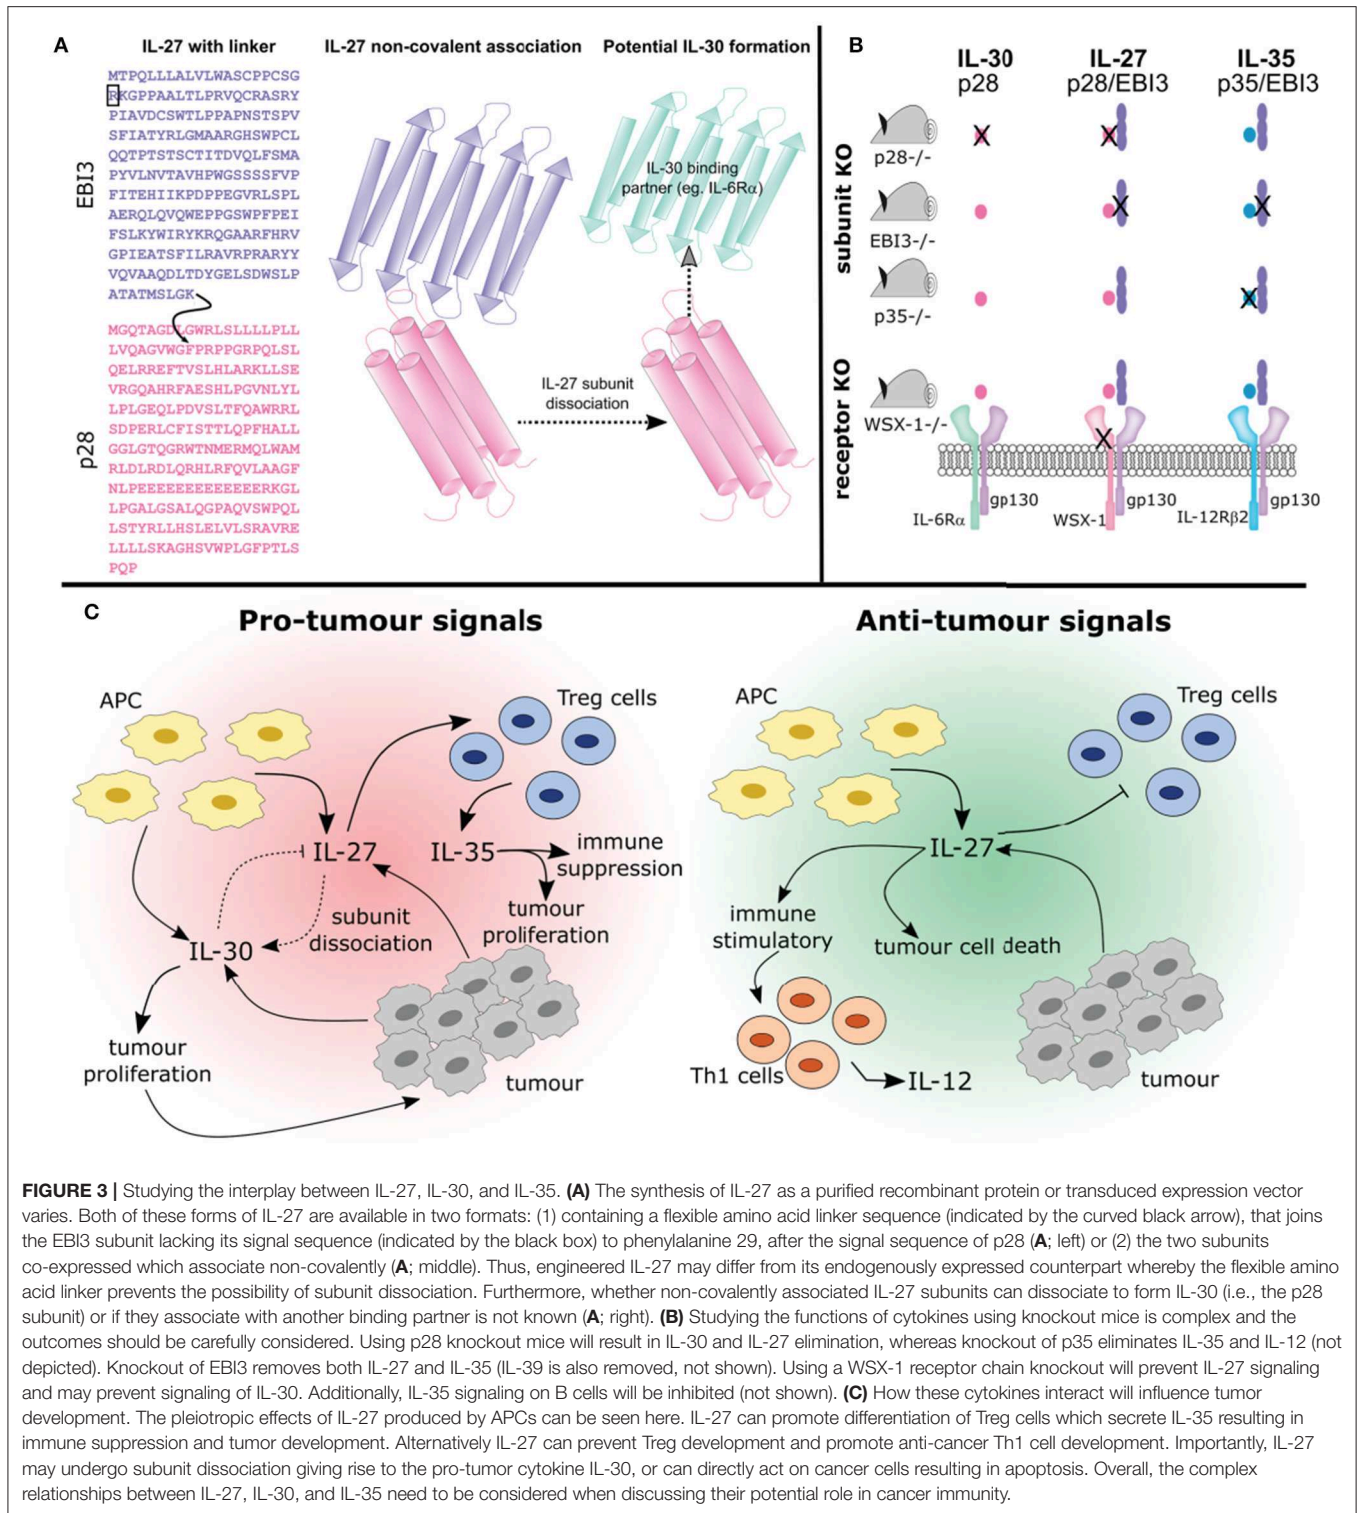 A
IL-27 with linker
IL-27 non-covalent association
Potential IL-30 formation
EBI3
MTPQLLLALVLWASCPPCSG
RKGPPAALTLPRVQCRASRY
PIAVDCSWTLPPAPNSTSPV
SFIATYRLGMAARGHSWPCL
QQTPTSTSCTITDVQLFSMA
PYVLNVTAVHPWGSSSSFVP
FITEHIIKPDPPEGVRLSPL
AERQLQVQWEPPGSWPFPEI
FSLKYWIRYKRQGAARFHRV
GPIEATSFILRAVRPRARYY
VQVAAQDLTDYGELSDWSLP
ATATMSLGK
p28
MGQTAGDLGWRLSLLLLPLL
LVQAGVWGFPRPPGRPQLSL
QELRREFTVSLHLARKLLSE
VRGQAHRFAESHLPGVNLYL
LPLGEQLPDVSLTFQAWRRL
SDPERLCFISTTLQPFHALL
GGLGTQGRWTNMERMQLWAM
RLDLRDLQRHLRFQVLAAGF
NLPEEEEEEEEEEEEERKGL
LPGALGSALQGPAQVSWPQL
LSTYRLLHSLELVLSRAVRE
LLLLSKAGHSVWPLGFPTLS
PQP
IL-30 binding
partner (eg. IL-6Rα)
IL-27 subunit
dissociation
B
IL-30
p28
IL-27
p28/EBI3
IL-35
p35/EBI3
subunit KO
p28-/-
X
X
EBI3-/-
X
X
p35-/-
X
receptor KO
WSX-1-/-
X
IL-6Rα
gp130
WSX-1
gp130
IL-12Rβ2
gp130
C
Pro-tumour signals
APC
Treg cells
IL-27
IL-35
immune
suppression
subunit
dissociation
tumour
proliferation
IL-30
tumour
proliferation
tumour
Anti-tumour signals
APC
Treg cells
IL-27
immune
stimulatory
tumour cell death
Th1 cells
IL-12
tumour
FIGURE 3 | Studying the interplay between IL-27, IL-30, and IL-35. (A) The synthesis of IL-27 as a purified recombinant protein or transduced expression vector
varies. Both of these forms of IL-27 are available in two formats: (1) containing a flexible amino acid linker sequence (indicated by the curved black arrow), that joins
the EBI3 subunit lacking its signal sequence (indicated by the black box) to phenylalanine 29, after the signal sequence of p28 (A; left) or (2) the two subunits
co-expressed which associate non-covalently (A; middle). Thus, engineered IL-27 may differ from its endogenously expressed counterpart whereby the flexible amino
acid linker prevents the possibility of subunit dissociation. Furthermore, whether non-covalently associated IL-27 subunits can dissociate to form IL-30 (i.e., the p28
subunit) or if they associate with another binding partner is not known (A; right). (B) Studying the functions of cytokines using knockout mice is complex and the
outcomes should be carefully considered. Using p28 knockout mice will result in IL-30 and IL-27 elimination, whereas knockout of p35 eliminates IL-35 and IL-12 (not
depicted). Knockout of EBI3 removes both IL-27 and IL-35 (IL-39 is also removed, not shown). Using a WSX-1 receptor chain knockout will prevent IL-27 signaling
and may prevent signaling of IL-30. Additionally, IL-35 signaling on B cells will be inhibited (not shown). (C) How these cytokines interact will influence tumor
development. The pleiotropic effects of IL-27 produced by APCs can be seen here. IL-27 can promote differentiation of Treg cells which secrete IL-35 resulting in
immune suppression and tumor development. Alternatively IL-27 can prevent Treg development and promote anti-cancer Th1 cell development. Importantly, IL-27
may undergo subunit dissociation giving rise to the pro-tumor cytokine IL-30, or can directly act on cancer cells resulting in apoptosis. Overall, the complex
relationships between IL-27, IL-30, and IL-35 need to be considered when discussing their potential role in cancer immunity.